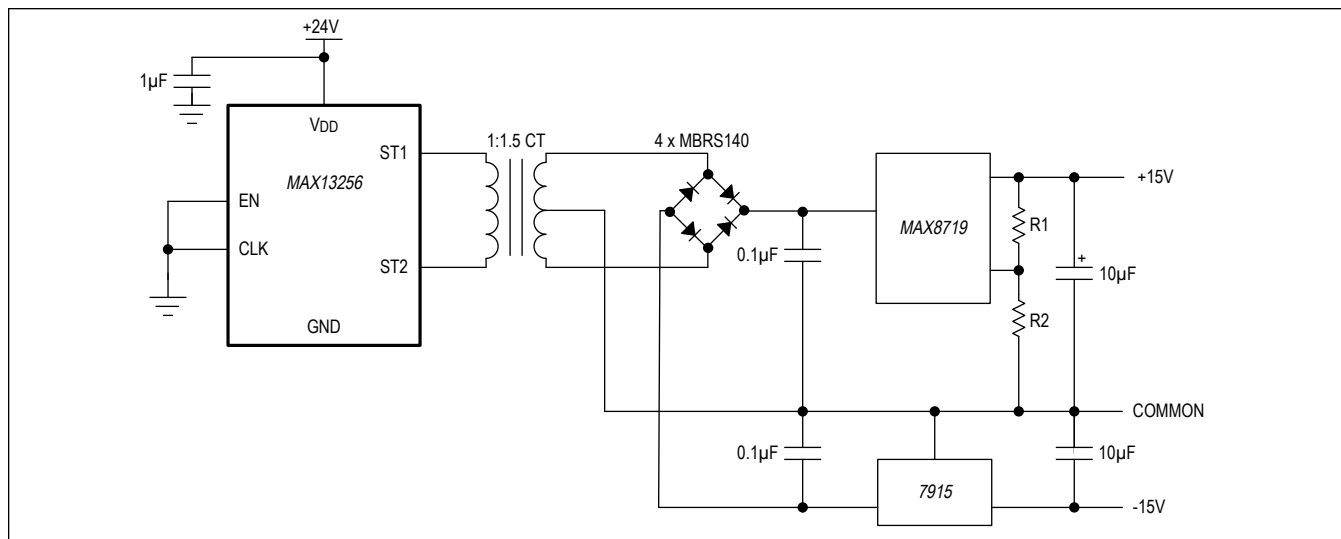 +24V
1µF
VDD
1:1.5 CT
4 x MBRS140
ST1
MAX13256
+15V
EN
R1
MAX8719
CLK
0.1µF
+
10µF
ST2
R2
GND
COMMON
0.1µF
10µF
7915
-15V